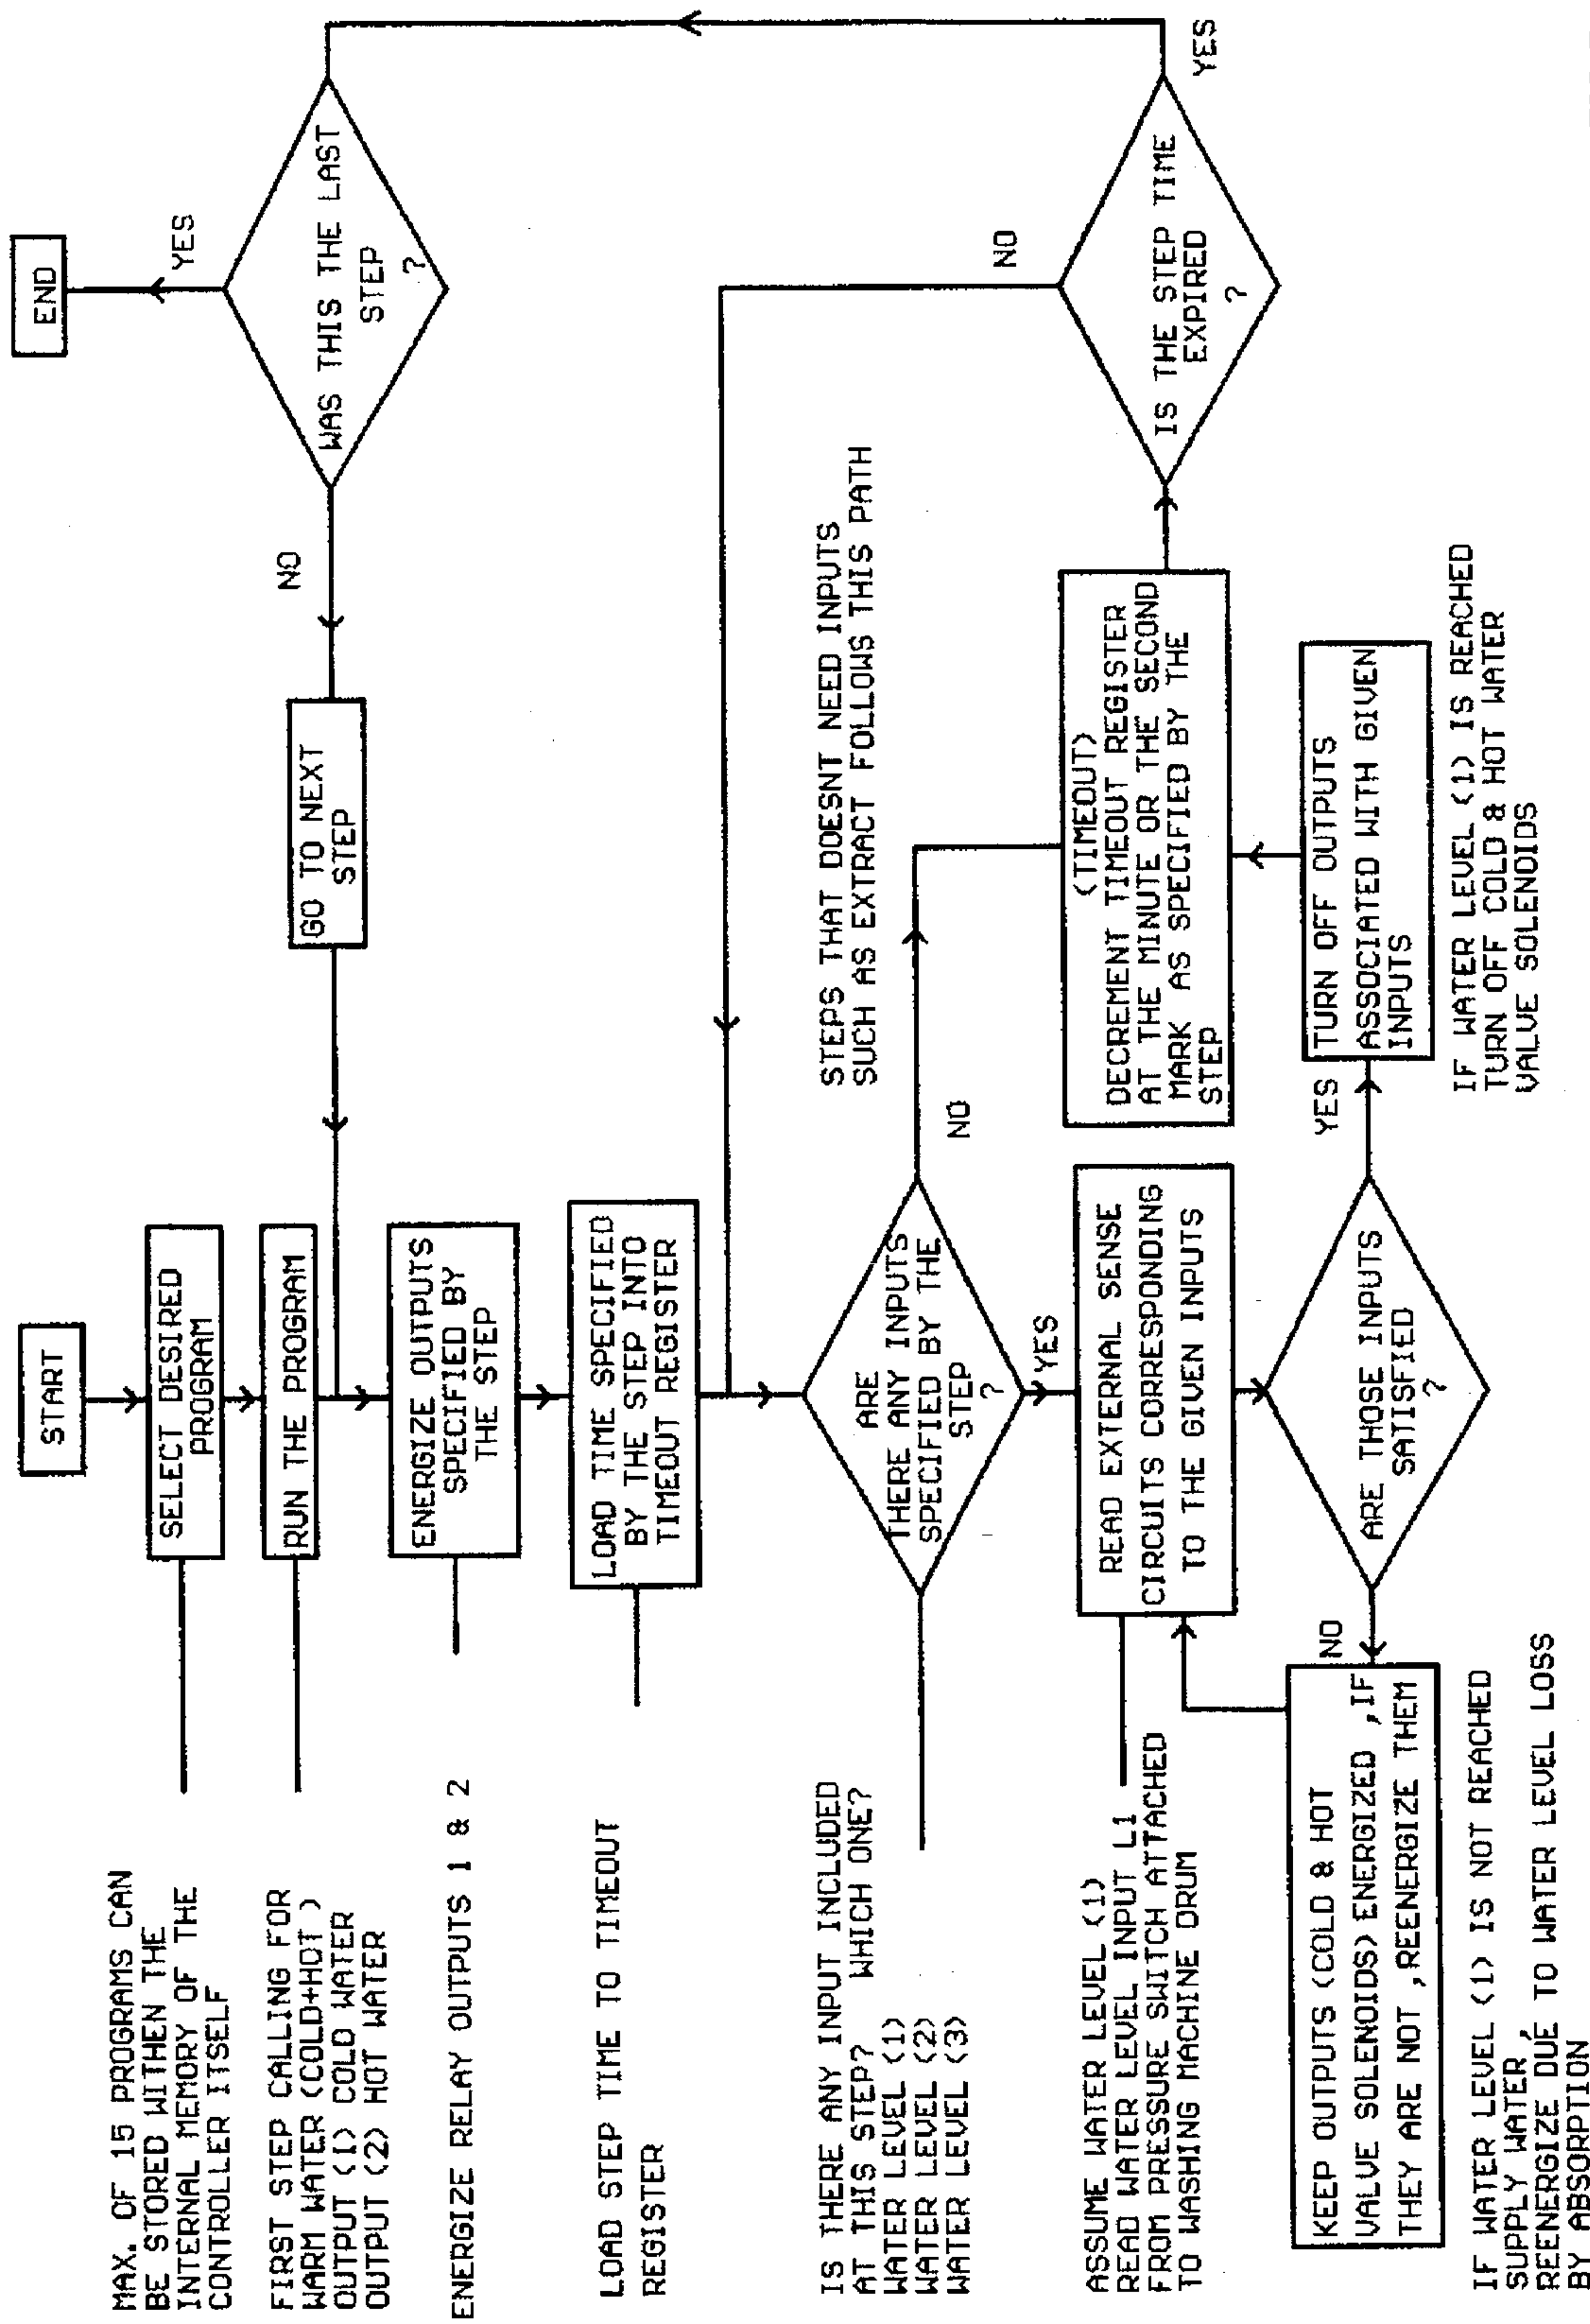 START
MAX. OF 15 PROGRAMS CAN
BE STORED WITHEN THE
INTERNAL MEMORY OF THE
CONTROLLER ITSELF
SELECT DESIRED
PROGRAM
FIRST STEP CALLING FOR
WARM WATER (COLD+HOT )
OUTPUT (1) COLD WATER
OUTPUT (2) HOT WATER
RUN THE PROGRAM
ENERGIZE RELAY OUTPUTS 1 & 2
ENERGIZE OUTPUTS
SPECIFIED BY
THE STEP
LOAD STEP TIME TO TIMEOUT
REGISTER
LOAD TIME SPECIFIED
BY THE STEP INTO
TIMEOUT REGISTER
IS THERE ANY INPUT INCLUDED
AT THIS STEP? WHICH ONE?
WATER LEVEL (1)
WATER LEVEL (2)
WATER LEVEL (3)
ARE
THERE ANY INPUTS
SPECIFIED BY THE
STEP
?
NO
YES
ASSUME WATER LEVEL (1)
READ WATER LEVEL INPUT L1
FROM PRESSURE SWITCH ATTACHED
TO WASHING MACHINE DRUM
READ EXTERNAL SENSE
CIRCUITS CORRESPONDING
TO THE GIVEN INPUTS
ARE THOSE INPUTS
SATISFIED
?
NO
YES
KEEP OUTPUTS (COLD & HOT
VALVE SOLENOIDS) ENERGIZED ,IF
THEY ARE NOT ,REENERGIZE THEM
IF WATER LEVEL (1) IS NOT REACHED
SUPPLY WATER,
REENERGIZE DUE TO WATER LEVEL LOSS
BY ABSORPTION
TURN OFF OUTPUTS
ASSOCIATED WITH GIVEN
INPUTS
IF WATER LEVEL (1) IS REACHED
TURN OFF COLD & HOT WATER
VALVE SOLENOIDS
STEPS THAT DOESNT NEED INPUTS
SUCH AS EXTRACT FOLLOWS THIS PATH
(TIMEOUT)
DECREMENT TIMEOUT REGISTER
AT THE MINUTE OR THE SECOND
MARK AS SPECIFIED BY THE
STEP
IS THE STEP TIME
EXPIRED
?
NO
YES
WAS THIS THE LAST
STEP
?
NO
YES
GO TO NEXT
STEP
END